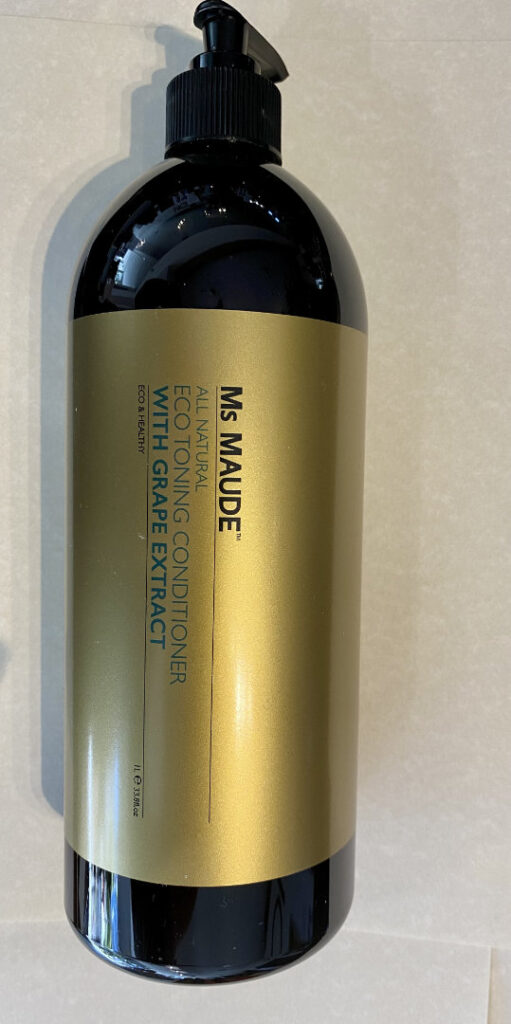 Ms MAUDE™
ALL NATURAL
ECO TONING CONDITIONER
WITH GRAPE EXTRACT
ECO & HEALTHY
1L ℮ 33.8fl.oz